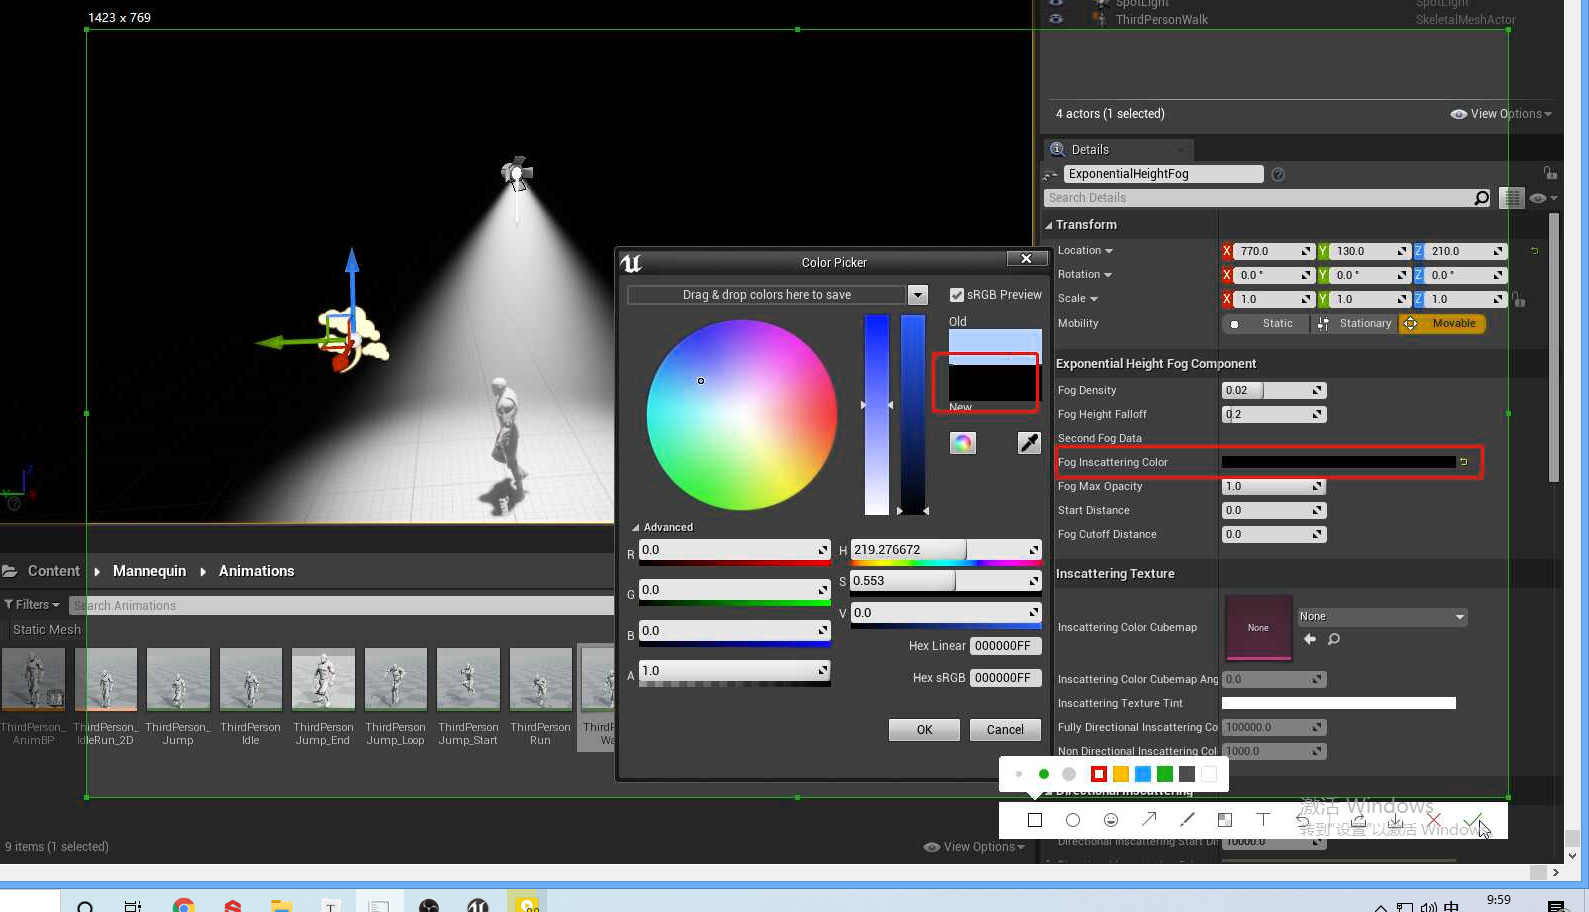 1423 x 769
SpotLight
SpotLight
ThirdPersonWalk
SkeletalMeshActor
4 actors (1 selected)
View Options
Details
ExponentialHeightFog
Search Details
Transform
Location
X 770.0 Y 130.0 Z 210.0
Rotation
X 0.0 ° Y 0.0 ° Z 0.0 °
Scale
X 1.0 Y 1.0 Z 1.0
Mobility
Static Stationary Movable
Exponential Height Fog Component
Fog Density 0.02
Fog Height Falloff 0.2
Second Fog Data
Fog Inscattering Color
Fog Max Opacity 1.0
Start Distance 0.0
Fog Cutoff Distance 0.0
Inscattering Texture
Inscattering Color Cubemap
None
None
Inscattering Color Cubemap Ang 0.0
Inscattering Texture Tint
Fully Directional Inscattering Co 100000.0
Non Directional Inscattering Col 1000.0
Directional Inscattering
Directional Inscattering Start Di 10000.0
Color Picker
Drag & drop colors here to save
sRGB Preview
Old
New
Advanced
R 0.0
G 0.0
B 0.0
A 1.0
H 219.276672
S 0.553
V 0.0
Hex Linear 000000FF
Hex sRGB 000000FF
OK
Cancel
Content Mannequin Animations
Filters
Search Animations
Static Mesh
ThirdPerson_
AnimBP
ThirdPerson_
IdleRun_2D
ThirdPerson
Jump
ThirdPerson
Idle
ThirdPerson
Jump_End
ThirdPerson
Jump_Loop
ThirdPerson
Jump_Start
ThirdPerson
Run
ThirdP
Wa
9 items (1 selected)
View Options
激活 Windows
转到"设置"以激活 Windows
9:59
中